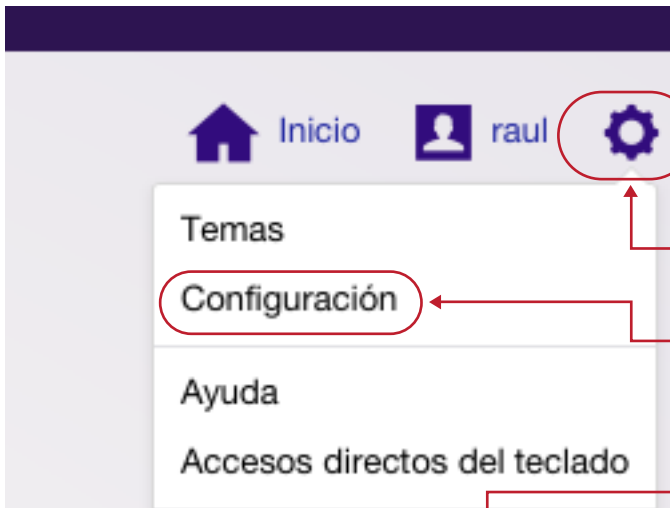 Inicio raul
Temas
Configuración
Ayuda
Accesos directos del teclado